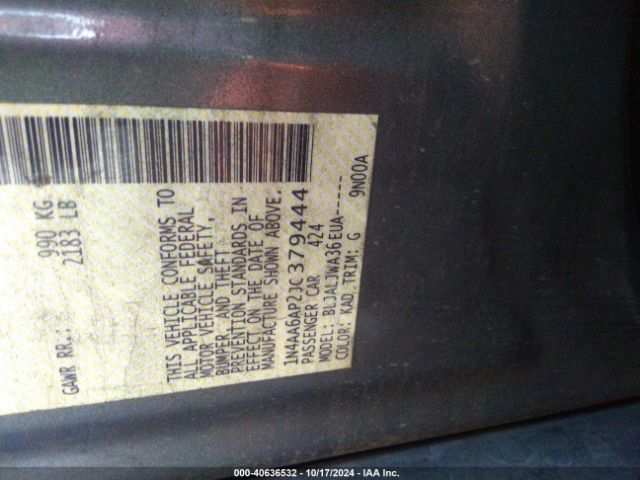 GAWR RR.: 990 KG
2183 LB
THIS VEHICLE CONFORMS TO
ALL APPLICABLE FEDERAL
MOTOR VEHICLE SAFETY,
BUMPER AND THEFT
PREVENTION STANDARDS IN
EFFECT ON THE DATE OF
MANUFACTURE SHOWN ABOVE.
1N4AA6AP2JC379444
PASSENGER CAR 424
MODEL: BLJALJWA36EUA-----
COLOR: KAD TRIM: G 9N00A
000-40636532 - 10/17/2024 - IAA Inc.